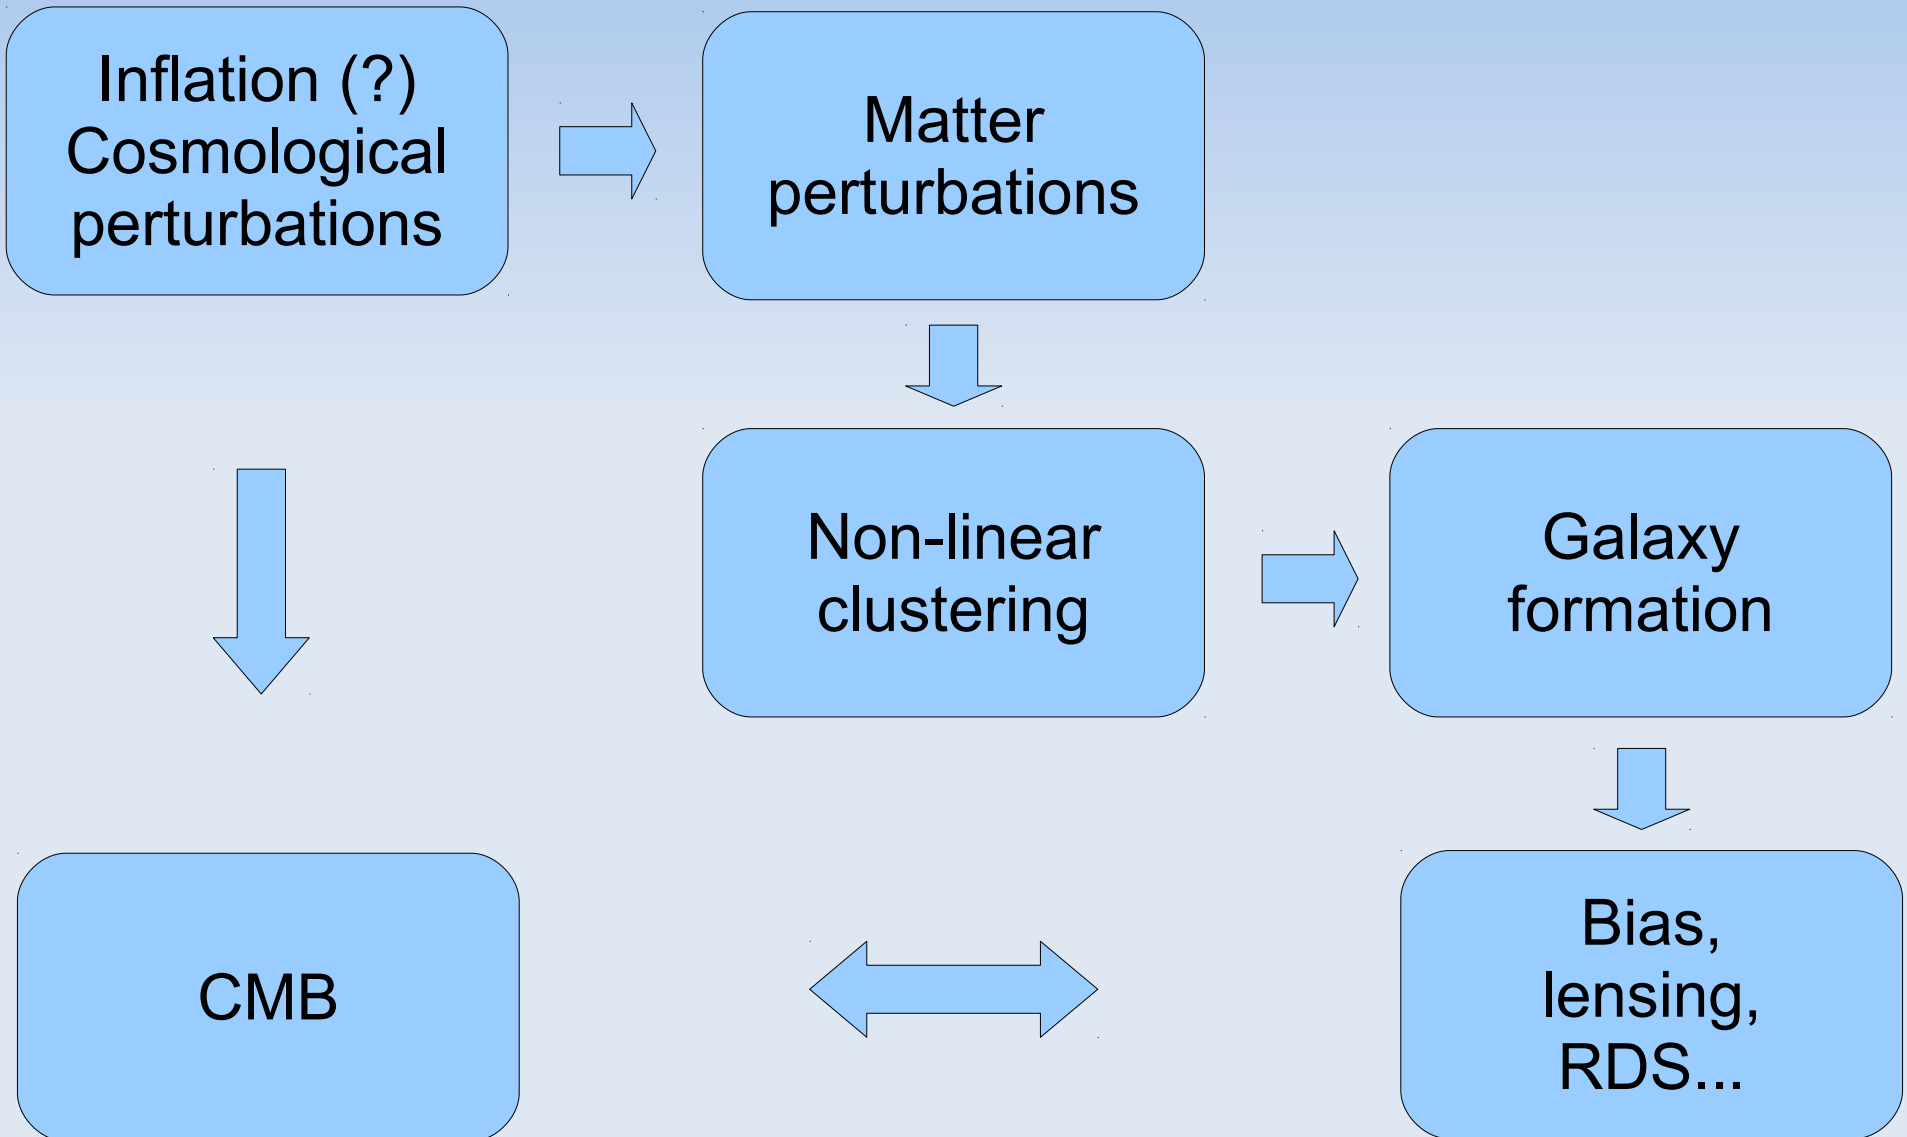 Inflation (?)
Cosmological
perturbations
Matter
perturbations
Non-linear
clustering
Galaxy
formation
CMB
Bias,
lensing,
RDS...